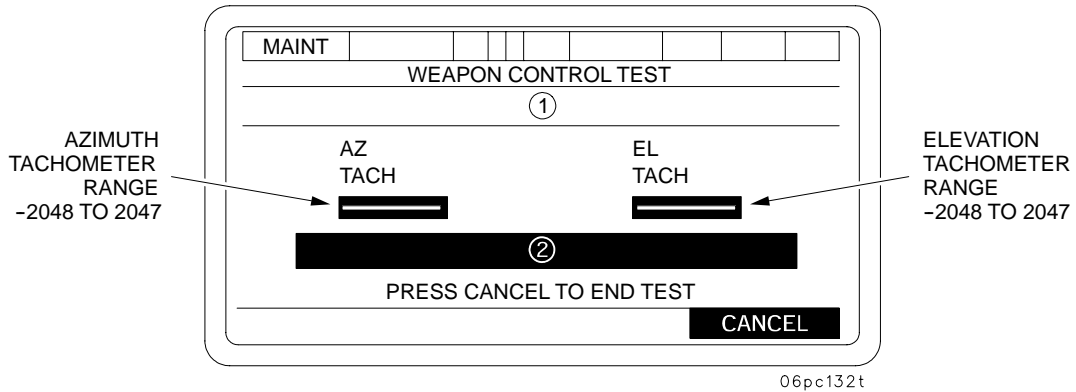 MAINT
WEAPON CONTROL TEST
①
AZIMUTH
TACHOMETER
RANGE
-2048 TO 2047
AZ
TACH
EL
TACH
ELEVATION
TACHOMETER
RANGE
-2048 TO 2047
②
PRESS CANCEL TO END TEST
CANCEL
06pc132t